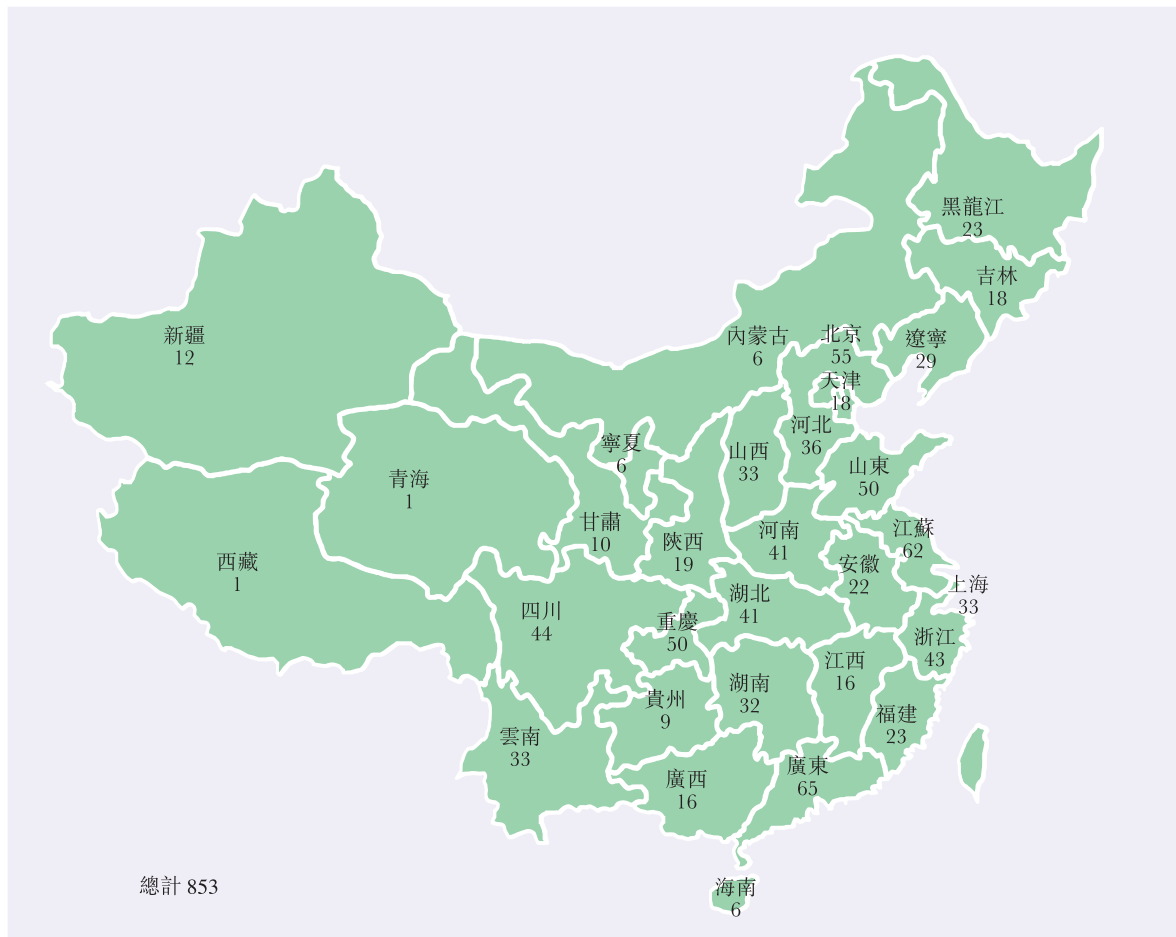 黑龍江
23
吉林
18
新疆
12
內蒙古
6
北京
55
遼寧
29
天津
18
河北
36
寧夏
6
山西
33
山東
50
青海
1
甘肅
10
陝西
19
河南
41
江蘇
62
安徽
22
西藏
1
上海
33
四川
44
重慶
50
湖北
41
浙江
43
江西
16
湖南
32
貴州
9
福建
23
雲南
33
廣西
16
廣東
65
海南
6
總計 853